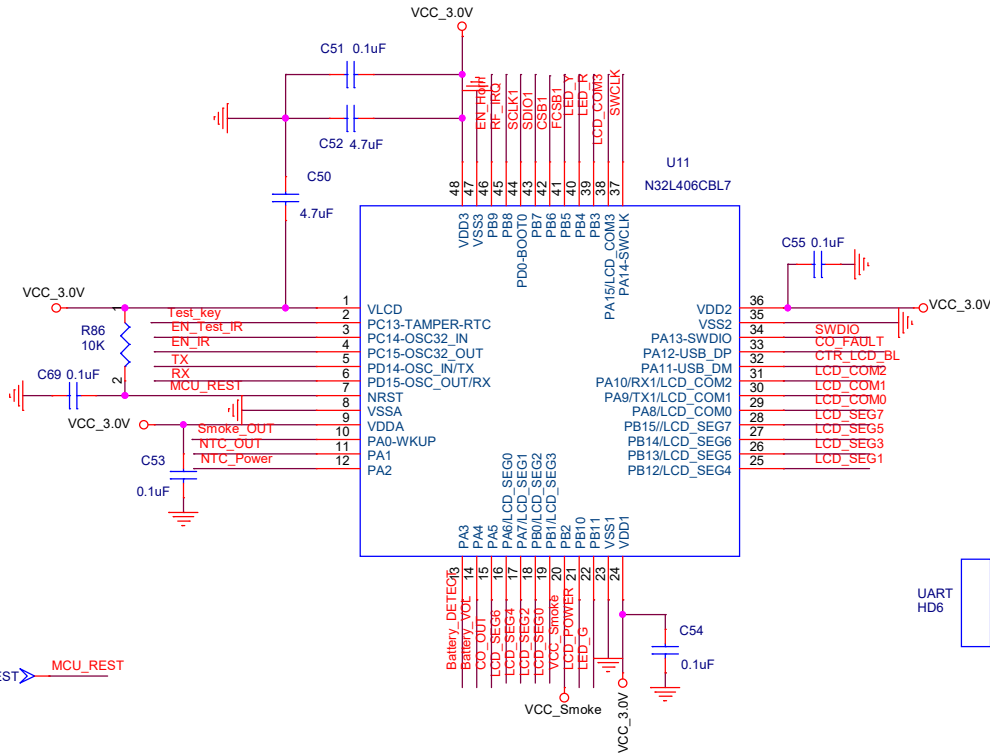 VCC_3.0V
C51 0.1uF
C52 4.7uF
C50
4.7uF
EN_Horn
RF_IRQ
SCLK1
SDIO1
CSB1
FCSB1
LED_Y
LED_R
LCD_COM3
SWCLK
U11
N32L406CBL7
48
47
46
45
44
43
42
41
40
39
38
37
VDD3
VSS3
PB9
PB8
PD0-BOOT0
PB7
PB6
PB5
PB4
PB3
PA15/LCD_COM3
PA14-SWCLK
C55 0.1uF
VCC_3.0V
VCC_3.0V
R86
10K
1
2
C69 0.1uF
VCC_3.0V
C53
0.1uF
Test_key
EN_Test_IR
EN_IR
TX
RX
MCU_REST
Smoke_OUT
NTC_OUT
NTC_Power
1 VLCD
2 PC13-TAMPER-RTC
3 PC14-OSC32_IN
4 PC15-OSC32_OUT
5 PD14-OSC_IN/TX
6 PD15-OSC_OUT/RX
7 NRST
8 VSSA
9 VDDA
10 PA0-WKUP
11 PA1
12 PA2
VDD2 36
VSS2 35
PA13-SWDIO 34 SWDIO
PA12-USB_DP 33 CO_FAULT
PA11-USB_DM 32 CTR_LCD_BL
PA10/RX1/LCD_COM2 31 LCD_COM2
PA9/TX1/LCD_COM1 30 LCD_COM1
PA8/LCD_COM0 29 LCD_COM0
PB15//LCD_SEG7 28 LCD_SEG7
PB14/LCD_SEG6 27 LCD_SEG5
PB13/LCD_SEG5 26 LCD_SEG3
PB12/LCD_SEG4 25 LCD_SEG1
PA3
PA4
PA5
PA6/LCD_SEG0
PA7/LCD_SEG1
PB0/LCD_SEG2
PB1/LCD_SEG3
PB2
PB10
PB11
VSS1
VDD1
13
14
15
16
17
18
19
20
21
22
23
24
Battery_DETECT
Battery_VOL
CO_OUT
LCD_SEG6
LCD_SEG4
LCD_SEG2
LCD_SEG0
VCC_Smoke
LCD_POWER
LED_G
C54
0.1uF
VCC_Smoke
VCC_3.0V
UART
HD6
EST
MCU_REST